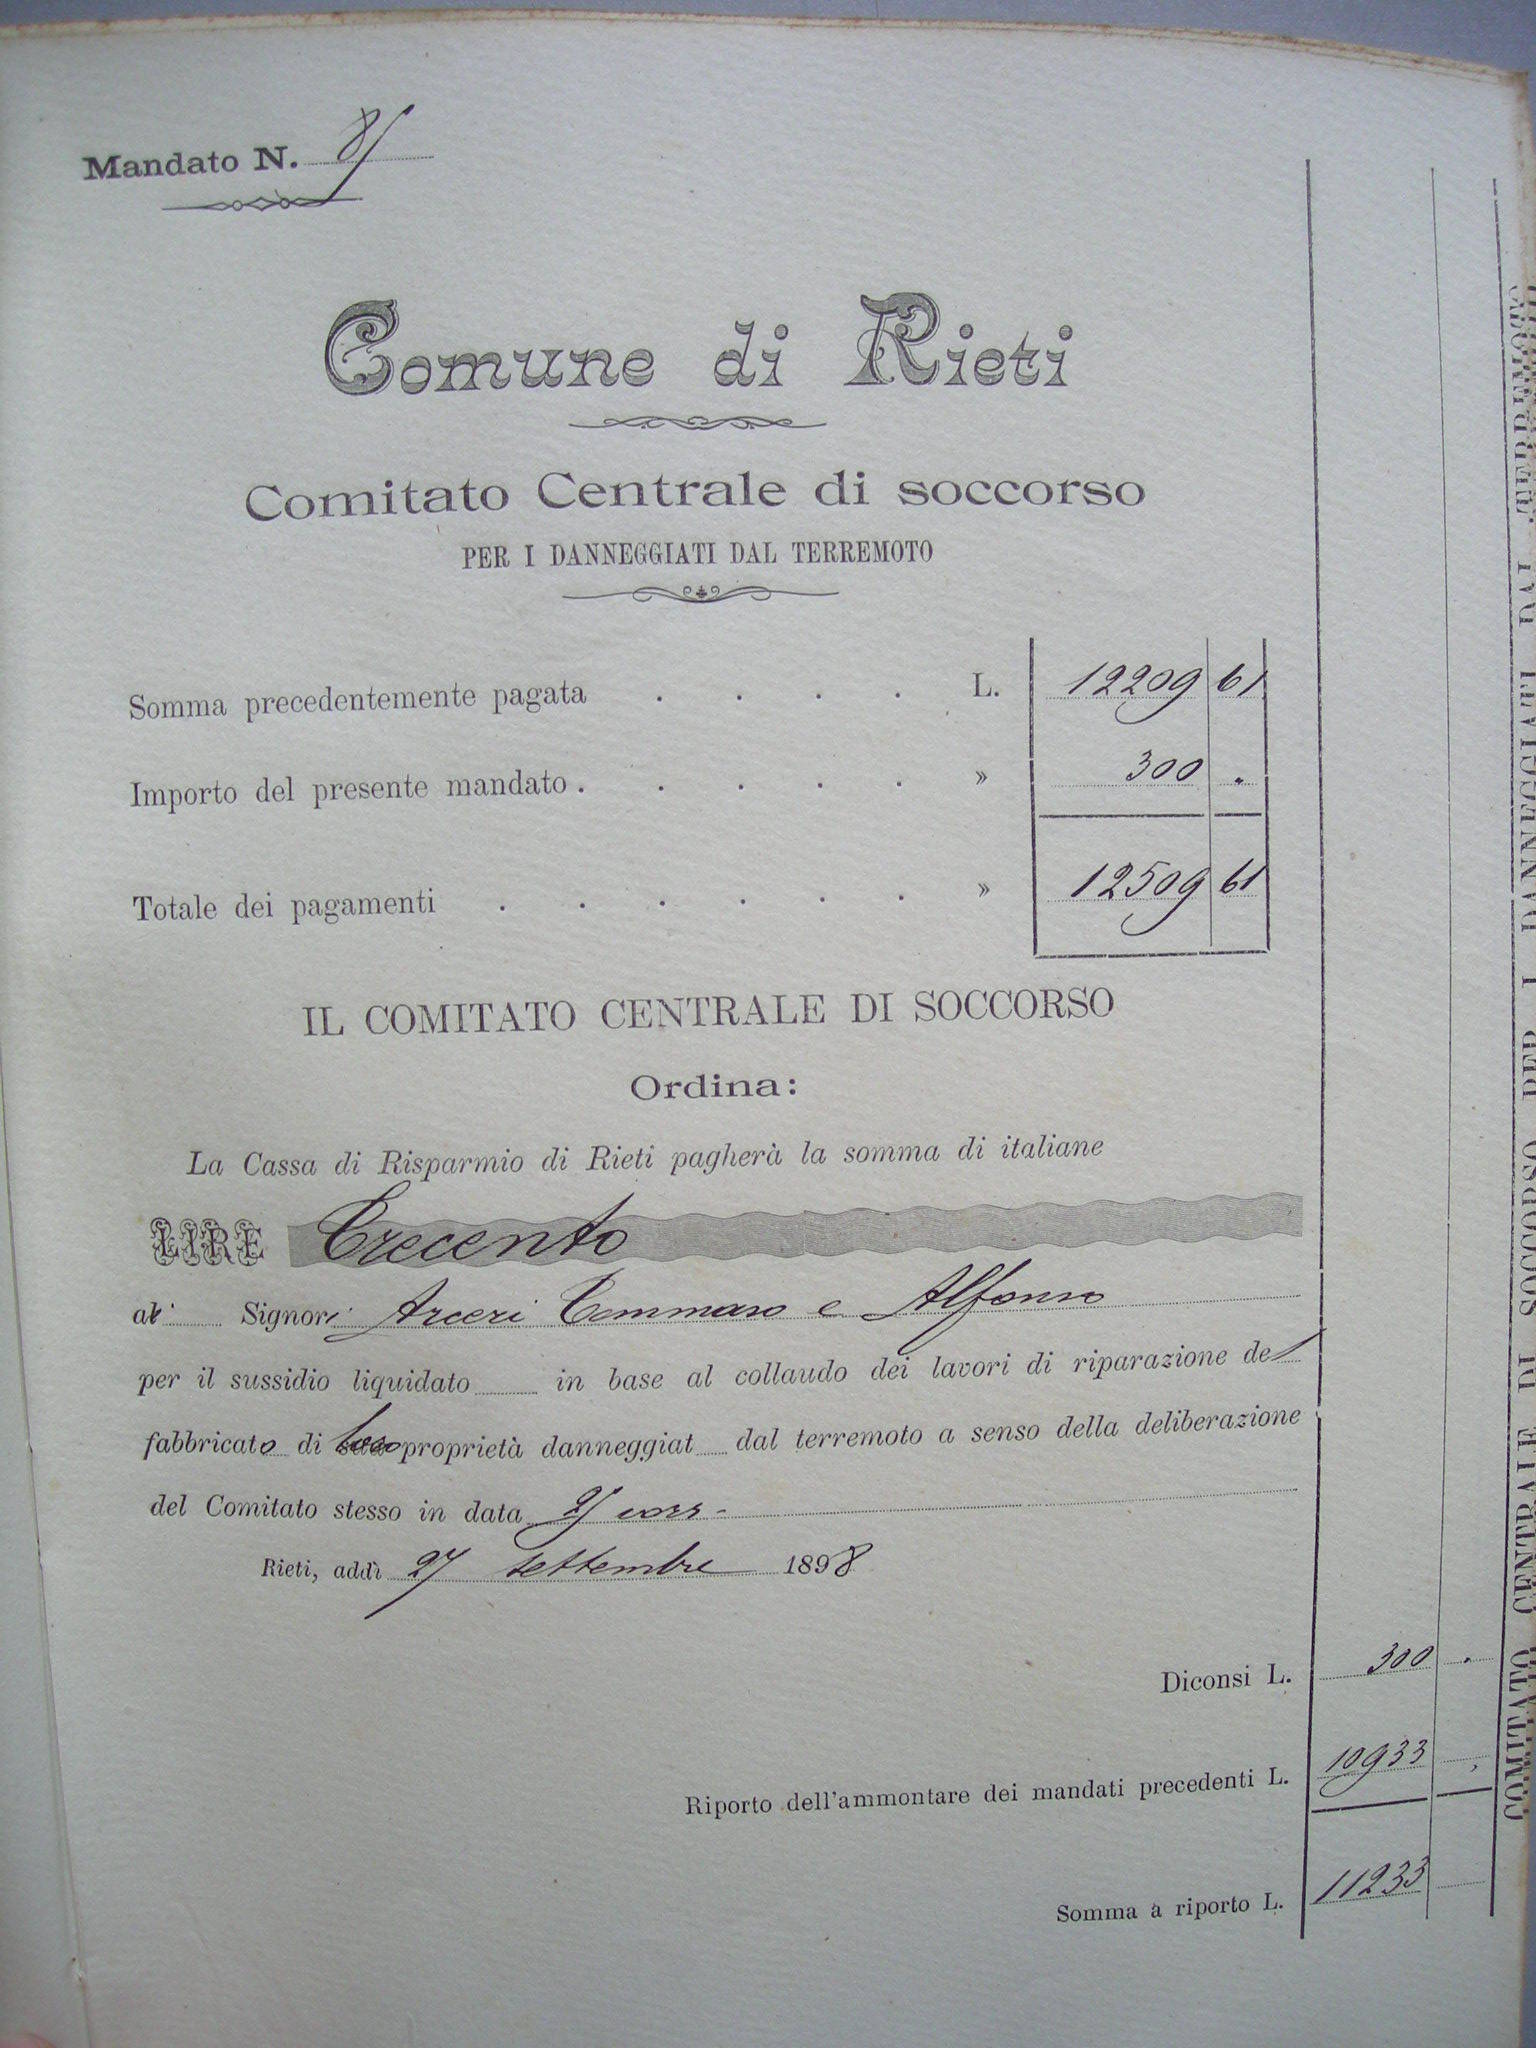 Mandato N. 81
Comune di Rieti
Comitato Centrale di soccorso
PER I DANNEGGIATI DAL TERREMOTO
Somma precedentemente pagata . . . . L. 12209 61
Importo del presente mandato . . . . . » 300 .
Totale dei pagamenti . . . . . . » 12509 61
IL COMITATO CENTRALE DI SOCCORSO
Ordina:
La Cassa di Risparmio di Rieti pagherà la somma di italiane
LIRE Trecento
ai Signori Arceri Tommaso e Alfonso
per il sussidio liquidato in base al collaudo dei lavori di riparazione del
fabbricato di loro proprietà danneggiat dal terremoto a senso della deliberazione
del Comitato stesso in data 21 corr.
Rieti, addì 27 settembre 1898
Diconsi L. 300 .
Riporto dell'ammontare dei mandati precedenti L. 10933 .
Somma a riporto L. 11233
COMITATO CENTRALE DI SOCCORSO PER I DANNEGGIATI DAL TERREMOTO